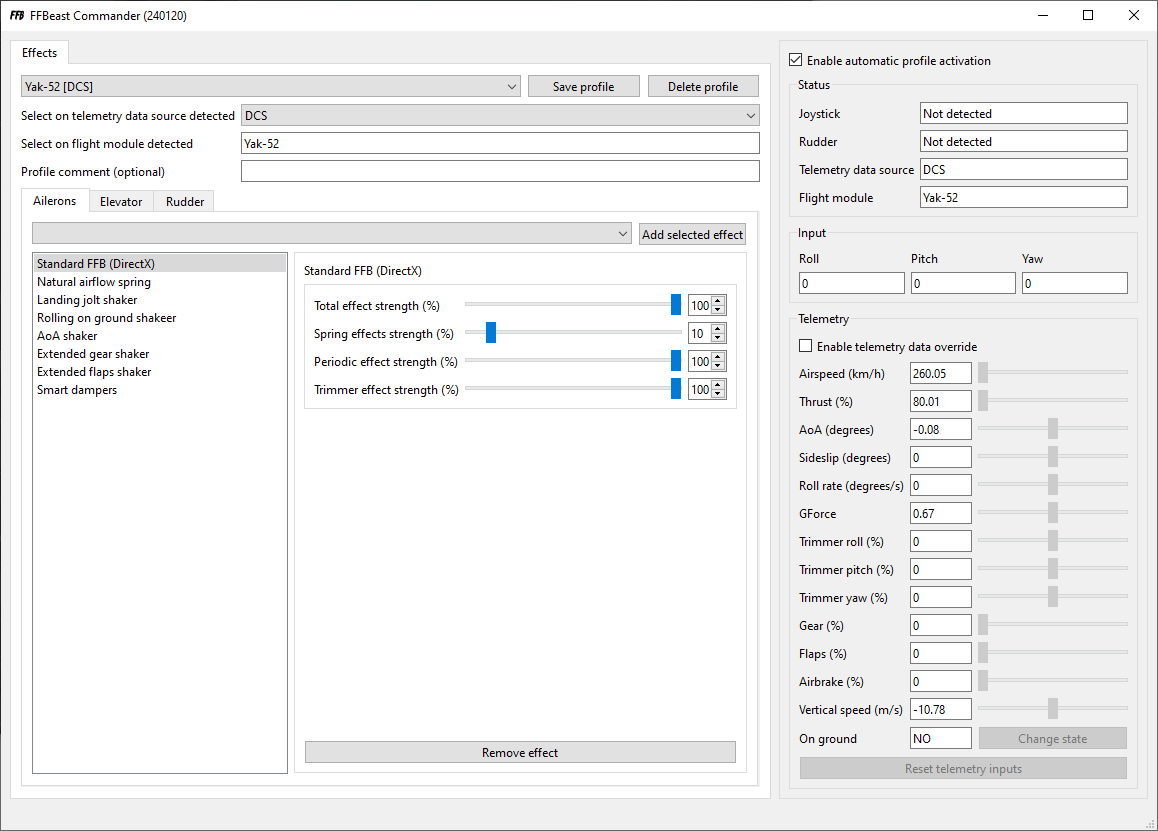 FFB FFBeast Commander (240120)
Effects
Yak-52 [DCS]
Save profile
Delete profile
Select on telemetry data source detected
DCS
Select on flight module detected
Yak-52
Profile comment (optional)
Ailerons
Elevator
Rudder
Add selected effect
Standard FFB (DirectX)
Natural airflow spring
Landing jolt shaker
Rolling on ground shakeer
AoA shaker
Extended gear shaker
Extended flaps shaker
Smart dampers
Standard FFB (DirectX)
Total effect strength (%)
100
Spring effects strength (%)
10
Periodic effect strength (%)
100
Trimmer effect strength (%)
100
Remove effect
Enable automatic profile activation
Status
Joystick
Not detected
Rudder
Not detected
Telemetry data source
DCS
Flight module
Yak-52
Input
Roll
Pitch
Yaw
0
0
0
Telemetry
Enable telemetry data override
Airspeed (km/h)
260.05
Thrust (%)
80.01
AoA (degrees)
-0.08
Sideslip (degrees)
0
Roll rate (degrees/s)
0
GForce
0.67
Trimmer roll (%)
0
Trimmer pitch (%)
0
Trimmer yaw (%)
0
Gear (%)
0
Flaps (%)
0
Airbrake (%)
0
Vertical speed (m/s)
-10.78
On ground
NO
Change state
Reset telemetry inputs